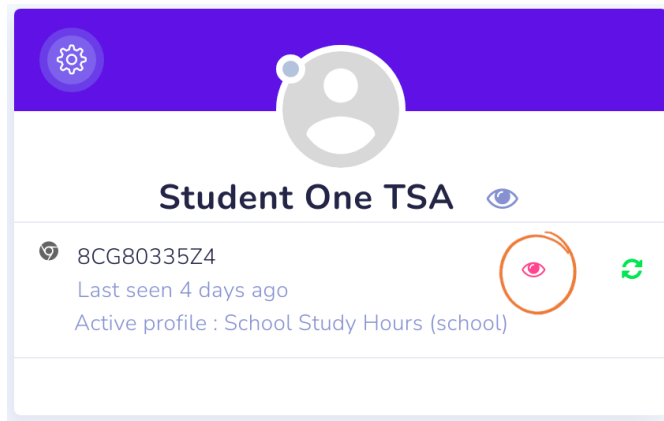 Student One TSA
8CG80335Z4
Last seen 4 days ago
Active profile : School Study Hours (school)